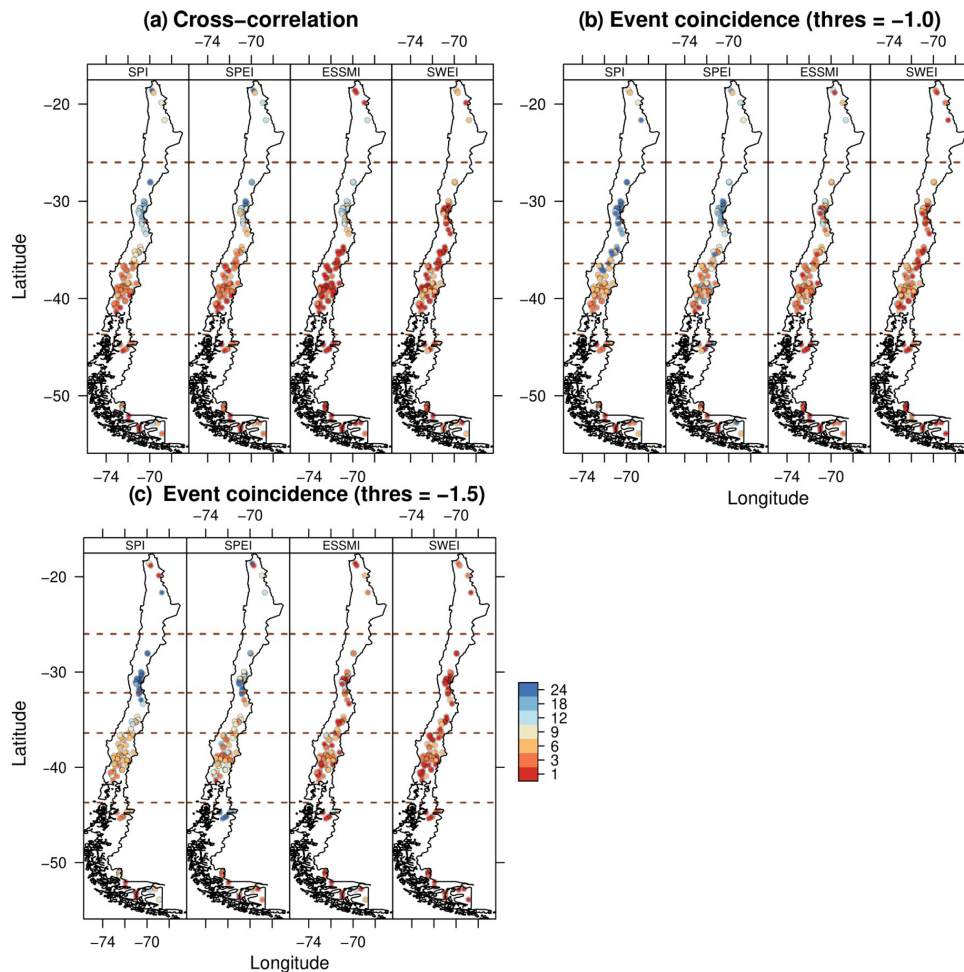 (a) Cross−correlation
(b) Event coincidence (thres = −1.0)
−74 −70
−74 −70
−74 −70
−74 −70
SPI SPEI ESSMI SWEI
SPI SPEI ESSMI SWEI
−20
−30
−40
−50
Latitude
−20
−30
−40
−50
Latitude
−74 −70
−74 −70
−74 −70
−74 −70
Longitude
(c) Event coincidence (thres = −1.5)
−74 −70
−74 −70
SPI SPEI ESSMI SWEI
−20
−30
−40
−50
Latitude
24
18
12
9
6
3
1
−74 −70
−74 −70
Longitude